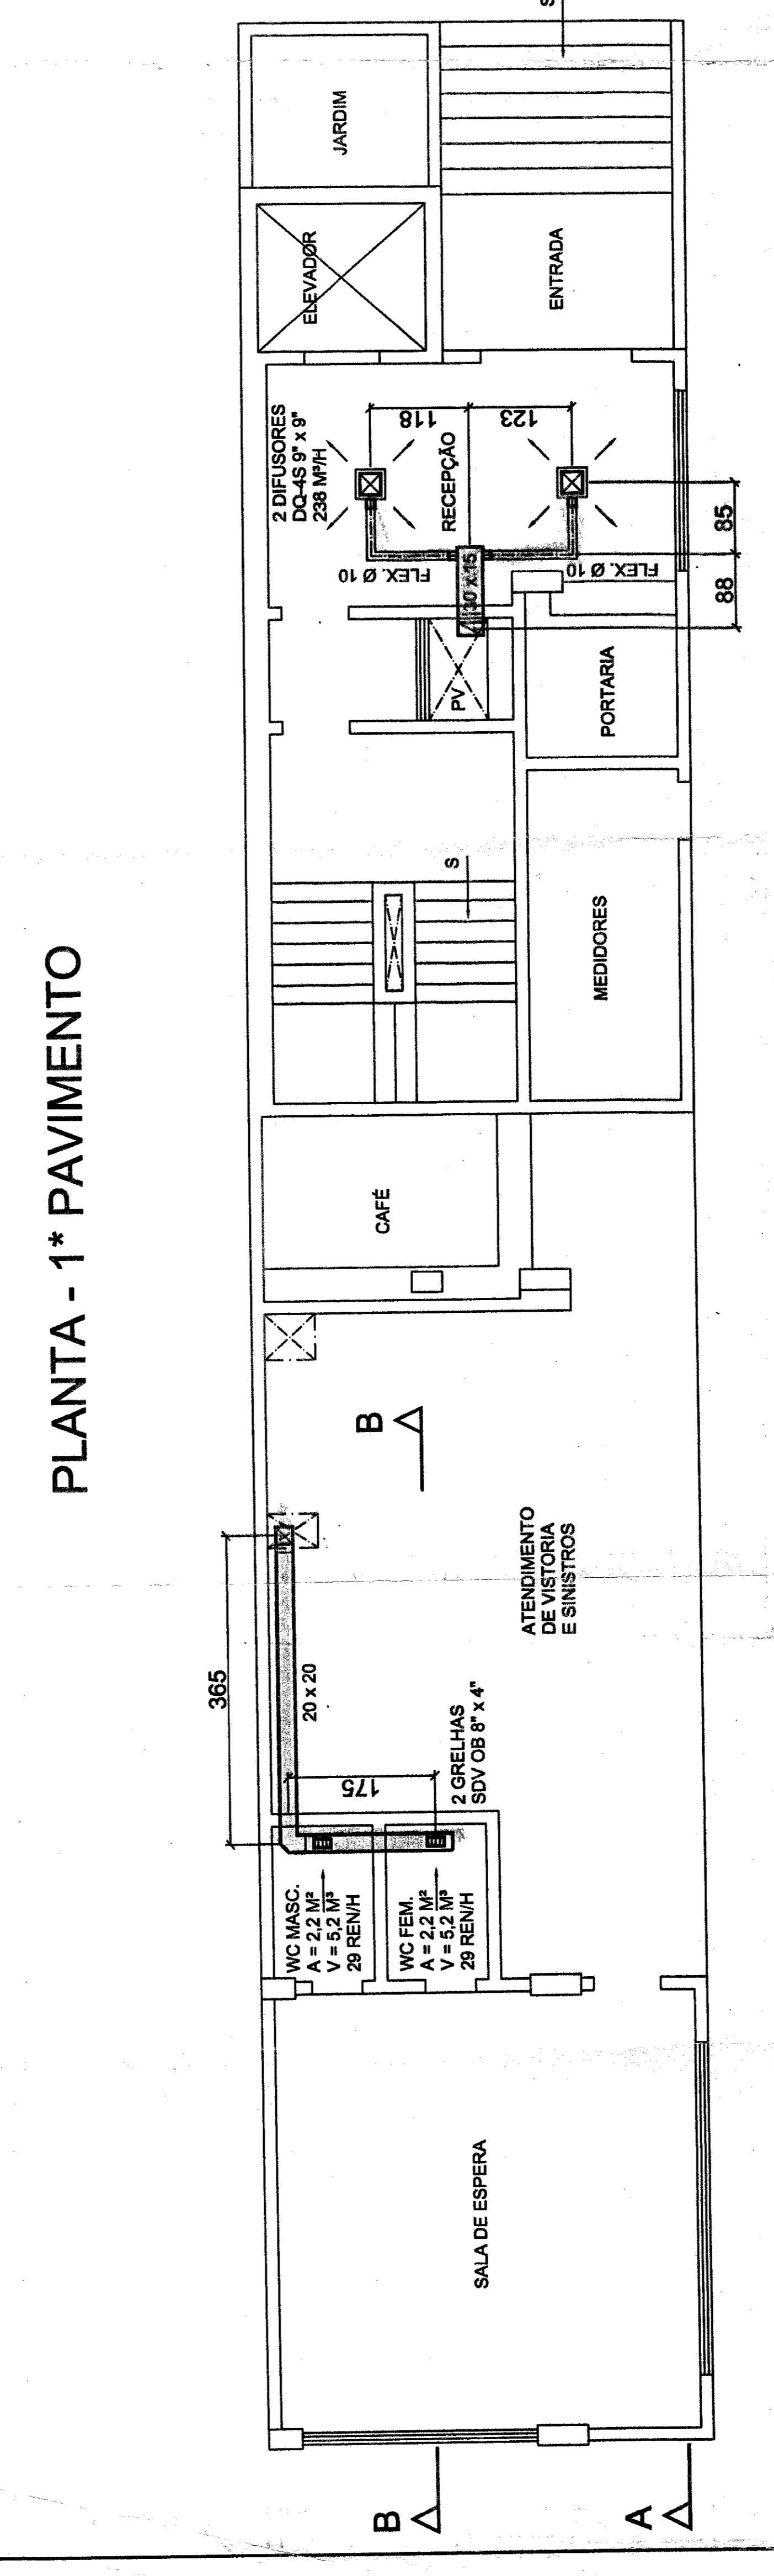 PLANTA - 1* PAVIMENTO
S
JARDIM
ELEVADOR
ENTRADA
2 DIFUSORES
DQ-4S 9" x 9"
238 M³/H
118
123
RECEPÇÃO
FLEX. Ø 10
30 x 15
FLEX. Ø 10
85
88
PV
PORTARIA
S
MEDIDORES
CAFÉ
B
ATENDIMENTO
DE VISTORIA
E SINISTROS
365
20 x 20
175
2 GRELHAS
SDV OB 8" x 4"
WC MASC.
A = 2,2 M²
V = 5,2 M³
29 REN/H
WC FEM.
A = 2,2 M²
V = 5,2 M³
29 REN/H
SALA DE ESPERA
B
A